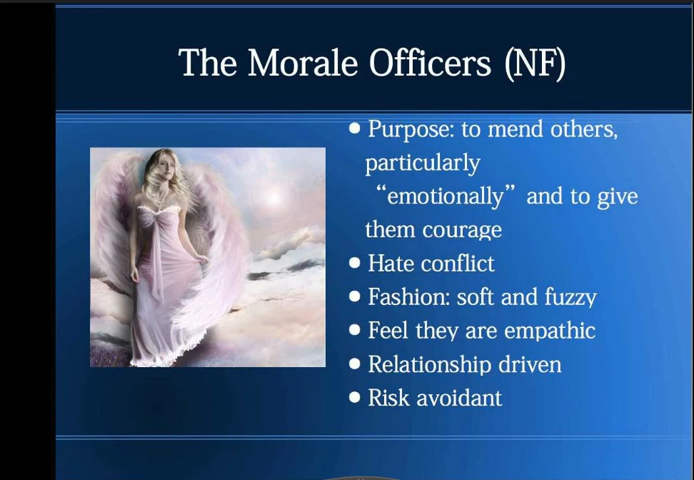 The Morale Officers (NF)
• Purpose: to mend others,
particularly
“emotionally” and to give
them courage
• Hate conflict
• Fashion: soft and fuzzy
• Feel they are empathic
• Relationship driven
• Risk avoidant